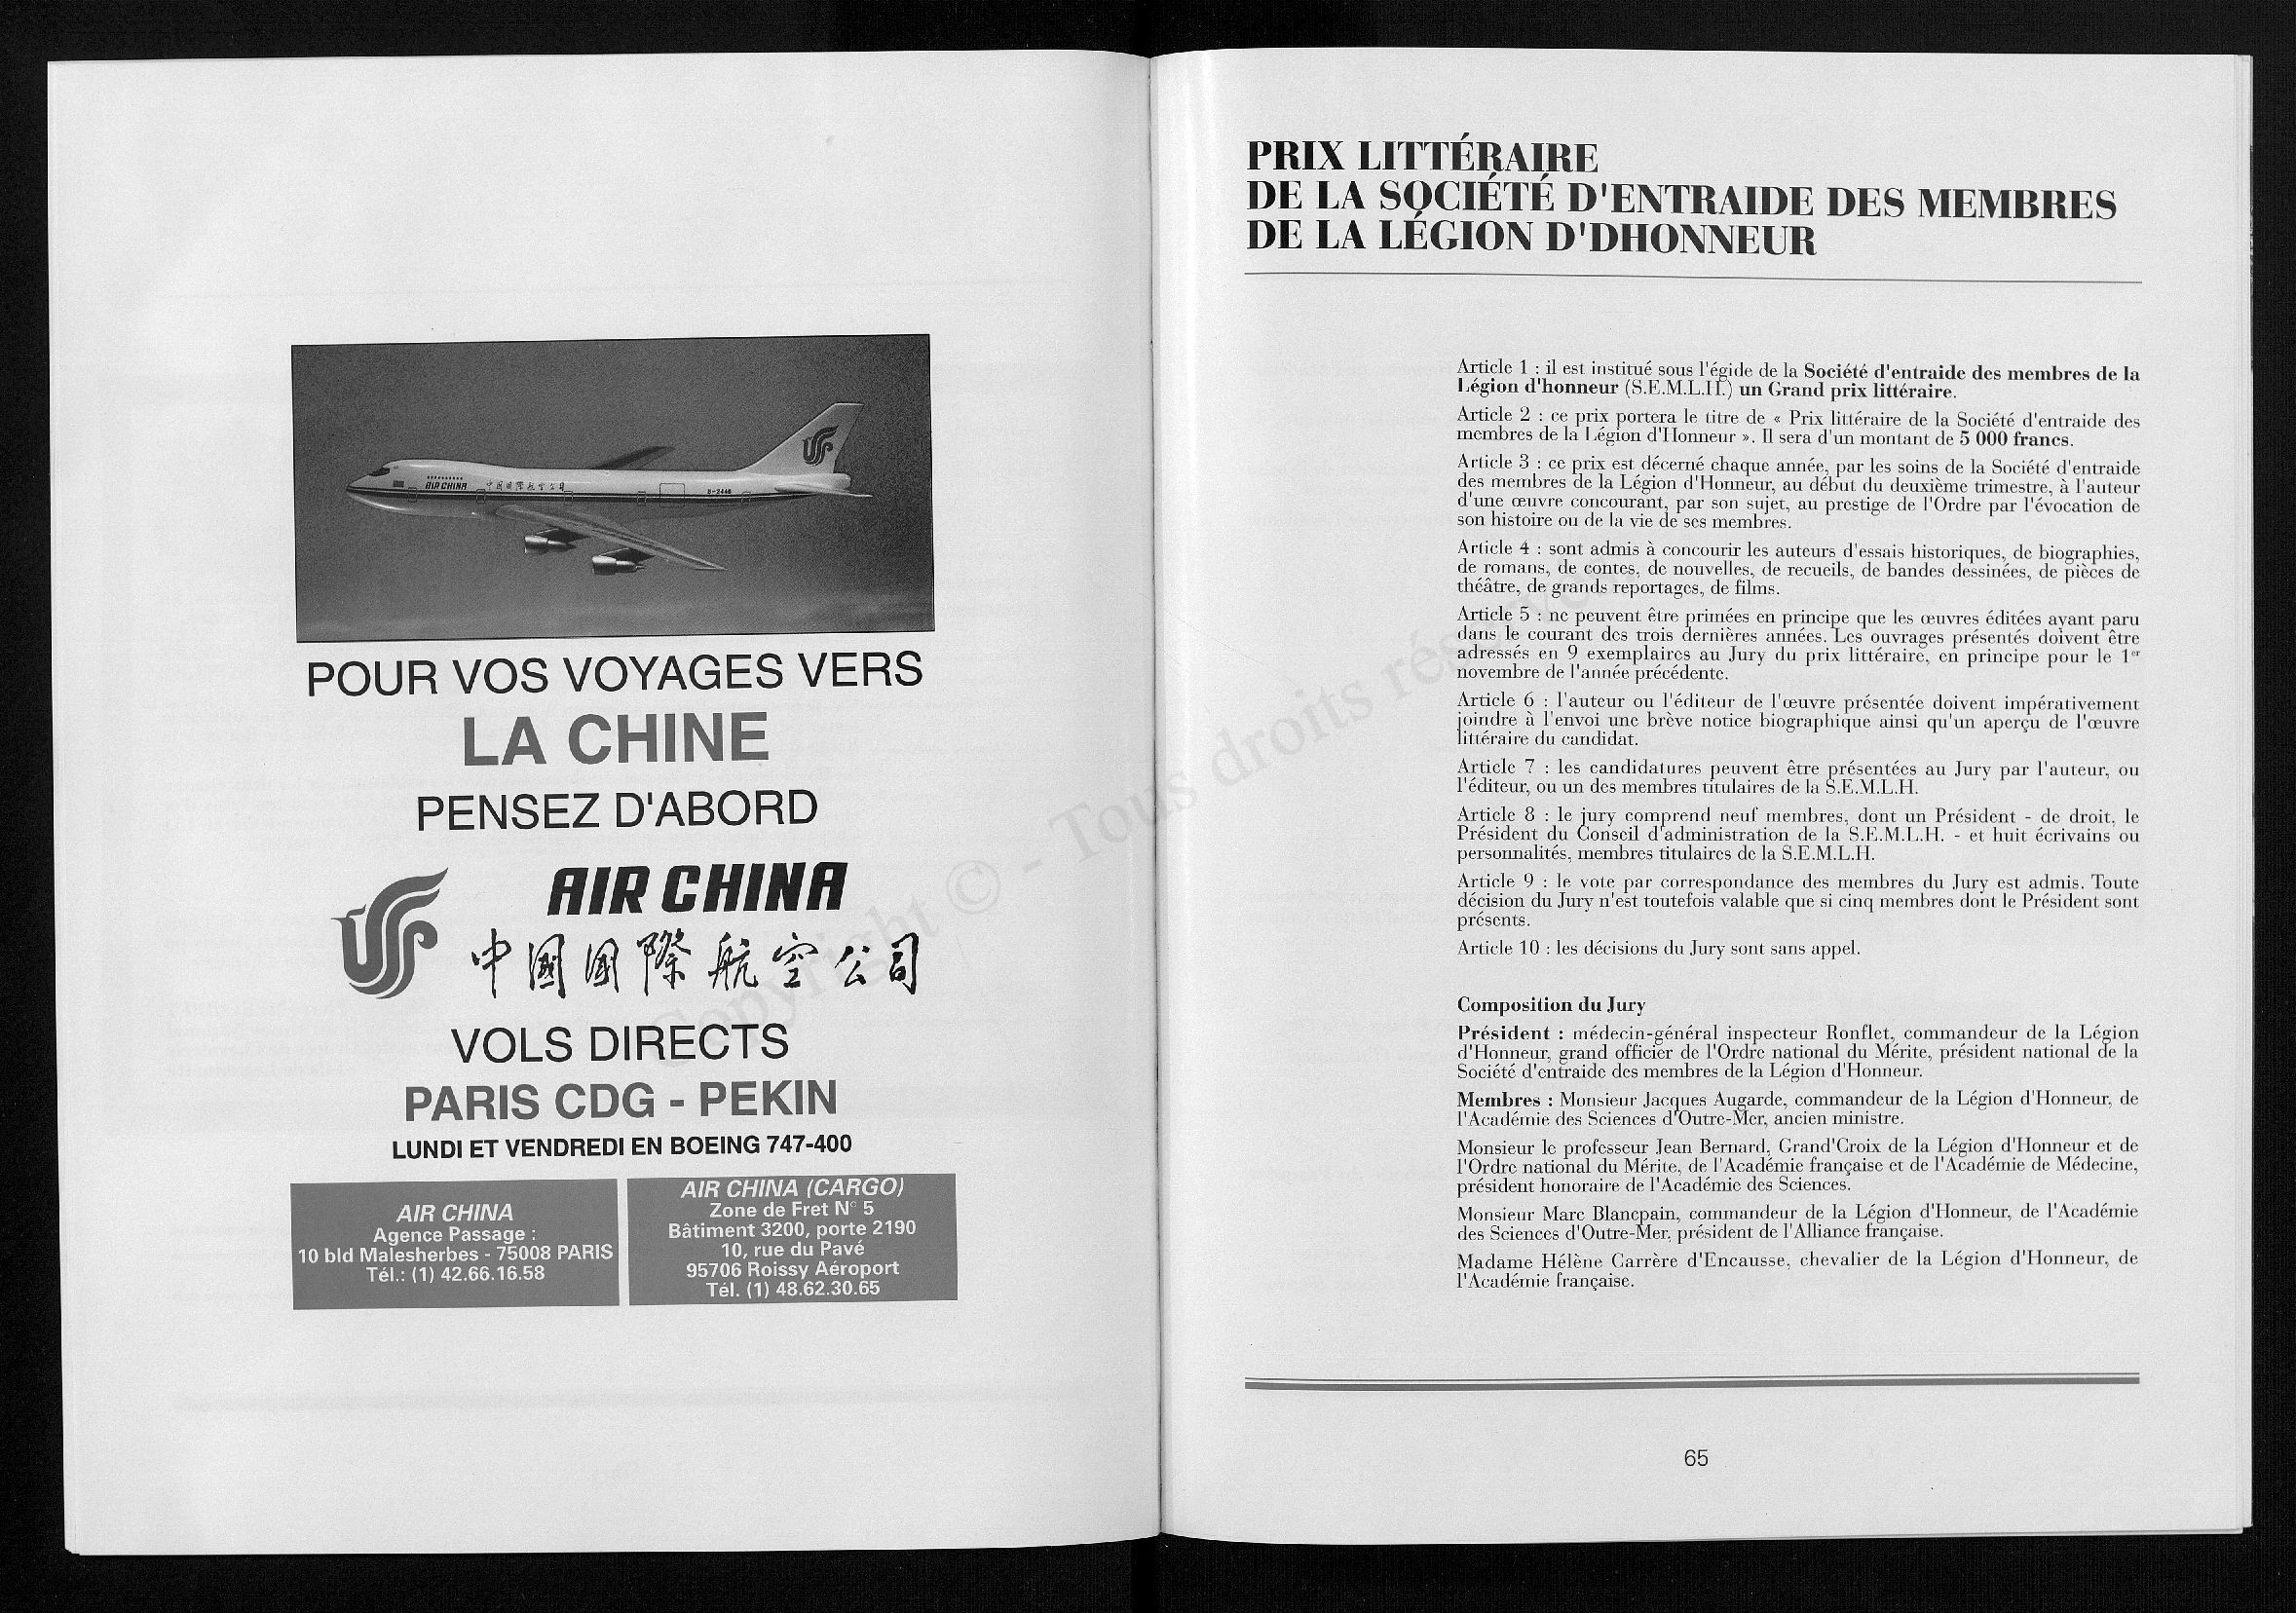 AIR CHINA 中國國際航空公司
B-2448
POUR VOS VOYAGES VERS
LA CHINE
PENSEZ D'ABORD
AIR CHINA
中國國際航空公司
VOLS DIRECTS
PARIS CDG - PEKIN
LUNDI ET VENDREDI EN BOEING 747-400
AIR CHINA
Agence Passage :
10 bld Malesherbes - 75008 PARIS
Tél.: (1) 42.66.16.58
AIR CHINA (CARGO)
Zone de Fret N° 5
Bâtiment 3200, porte 2190
10, rue du Pavé
95706 Roissy Aéroport
Tél. (1) 48.62.30.65
PRIX LITTÉRAIRE
DE LA SOCIÉTÉ D'ENTRAIDE DES MEMBRES
DE LA LÉGION D'DHONNEUR
Article 1 : il est institué sous l'égide de la Société d'entraide des membres de la
Légion d'honneur (S.E.M.L.H.) un Grand prix littéraire.
Article 2 : ce prix portera le titre de « Prix littéraire de la Société d'entraide des
membres de la Légion d'Honneur ». Il sera d'un montant de 5 000 francs.
Article 3 : ce prix est décerné chaque année, par les soins de la Société d'entraide
des membres de la Légion d'Honneur, au début du deuxième trimestre, à l'auteur
d'une œuvre concourant, par son sujet, au prestige de l'Ordre par l'évocation de
son histoire ou de la vie de ses membres.
Article 4 : sont admis à concourir les auteurs d'essais historiques, de biographies,
de romans, de contes, de nouvelles, de recueils, de bandes dessinées, de pièces de
théâtre, de grands reportages, de films.
Article 5 : ne peuvent être primées en principe que les œuvres éditées ayant paru
dans le courant des trois dernières années. Les ouvrages présentés doivent être
adressés en 9 exemplaires au Jury du prix littéraire, en principe pour le 1er
novembre de l'année précédente.
Article 6 : l'auteur ou l'éditeur de l'œuvre présentée doivent impérativement
joindre à l'envoi une brève notice biographique ainsi qu'un aperçu de l'œuvre
littéraire du candidat.
Article 7 : les candidatures peuvent être présentées au Jury par l'auteur, ou
l'éditeur, ou un des membres titulaires de la S.E.M.L.H.
Article 8 : le jury comprend neuf membres, dont un Président - de droit, le
Président du Conseil d'administration de la S.E.M.L.H. - et huit écrivains ou
personnalités, membres titulaires de la S.E.M.L.H.
Article 9 : le vote par correspondance des membres du Jury est admis. Toute
décision du Jury n'est toutefois valable que si cinq membres dont le Président sont
présents.
Article 10 : les décisions du Jury sont sans appel.
Composition du Jury
Président : médecin-général inspecteur Ronflet, commandeur de la Légion
d'Honneur, grand officier de l'Ordre national du Mérite, président national de la
Société d'entraide des membres de la Légion d'Honneur.
Membres : Monsieur Jacques Augarde, commandeur de la Légion d'Honneur, de
l'Académie des Sciences d'Outre-Mer, ancien ministre.
Monsieur le professeur Jean Bernard, Grand'Croix de la Légion d'Honneur et de
l'Ordre national du Mérite, de l'Académie française et de l'Académie de Médecine,
président honoraire de l'Académie des Sciences.
Monsieur Marc Blancpain, commandeur de la Légion d'Honneur, de l'Académie
des Sciences d'Outre-Mer, président de l'Alliance française.
Madame Hélène Carrère d'Encausse, chevalier de la Légion d'Honneur, de
l'Académie française.
65
Copyright © - Tous droits rés